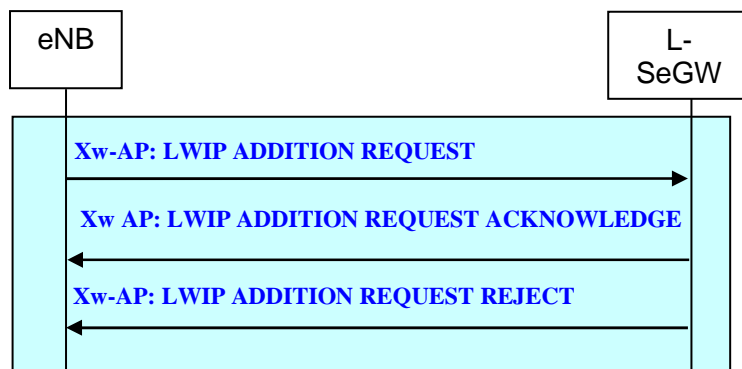 eNB
L-
SeGW
Xw-AP: LWIP ADDITION REQUEST
Xw AP: LWIP ADDITION REQUEST ACKNOWLEDGE
Xw-AP: LWIP ADDITION REQUEST REJECT